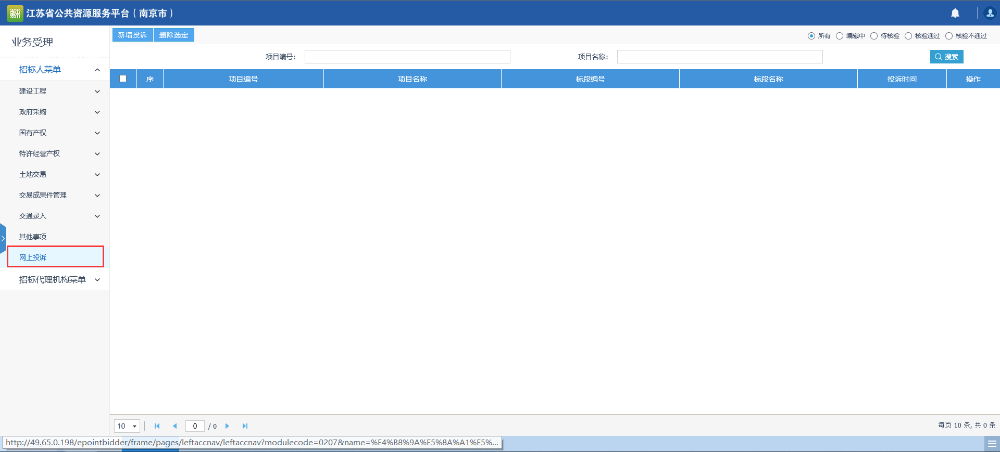 江苏省公共资源服务平台（南京市）
业务受理
招标人菜单
建设工程
政府采购
国有产权
特许经营产权
土地交易
交易成果件管理
交通录入
其他事项
网上投诉
招标代理机构菜单
新增投诉 删除选定
所有 编辑中 待核验 核验通过 核验不通过
项目编号: 项目名称: 搜索
序 项目编号 项目名称 标段编号 标段名称 投诉时间 操作
10 0 / 0 每页 10 条, 共 0 条
http://49.65.0.198/epointbidder/frame/pages/leftaccnav/leftaccnav?modulecode=0207&name=%E4%B8%9A%E5%8A%A1%E5%...